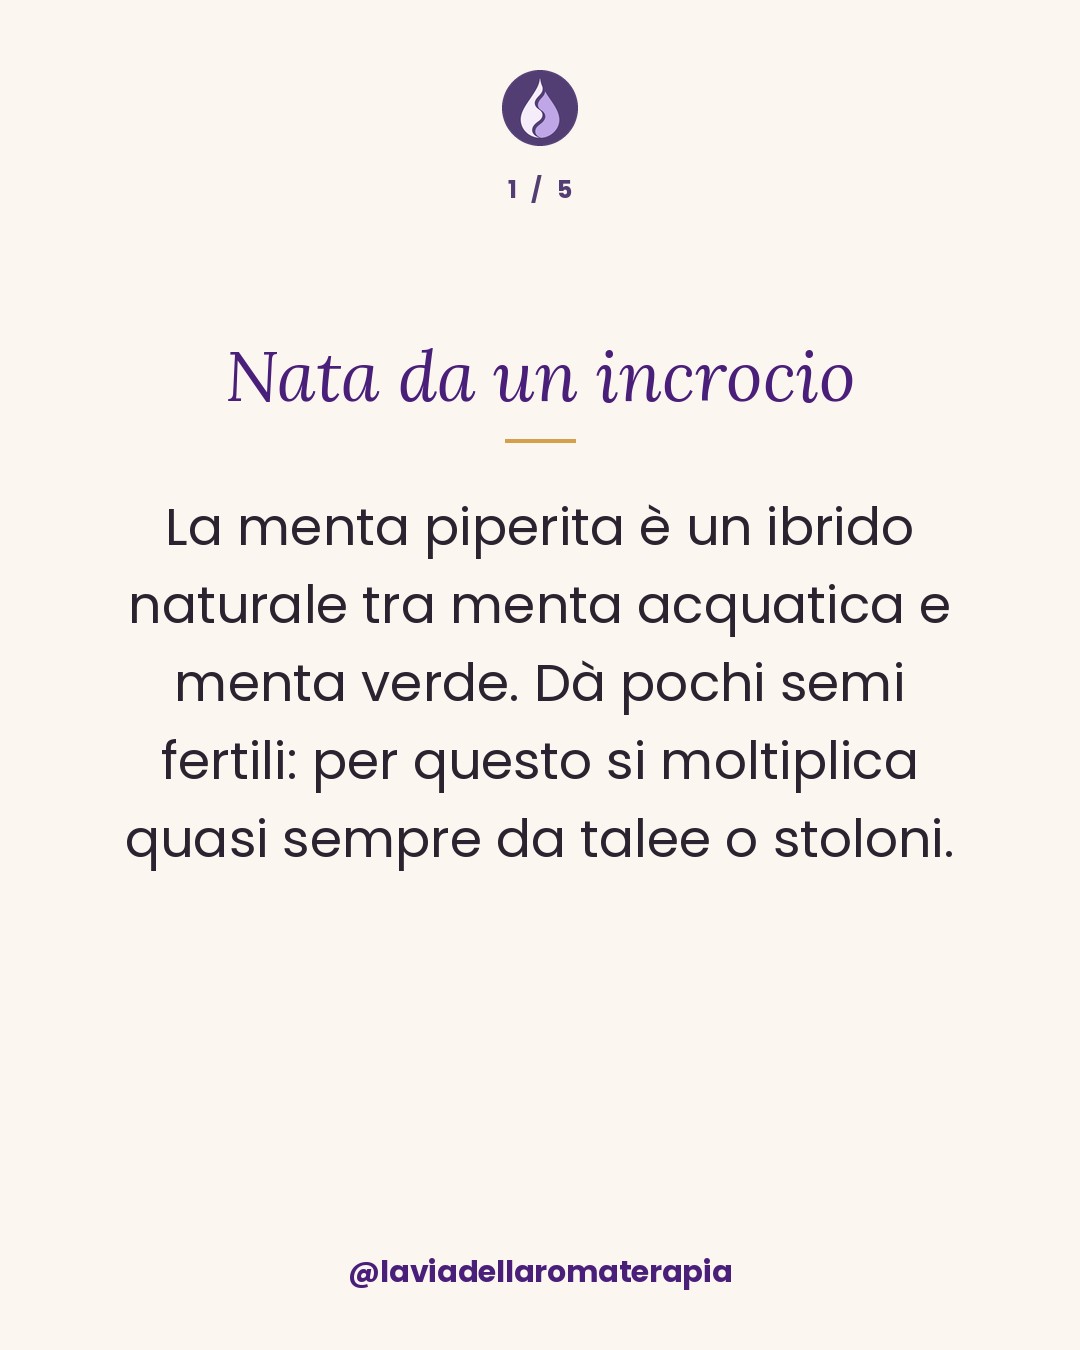 1 / 5
Nata da un incrocio
La menta piperita è un ibrido
naturale tra menta acquatica e
menta verde. Dà pochi semi
fertili: per questo si moltiplica
quasi sempre da talee o stoloni.
@laviadellaromaterapia